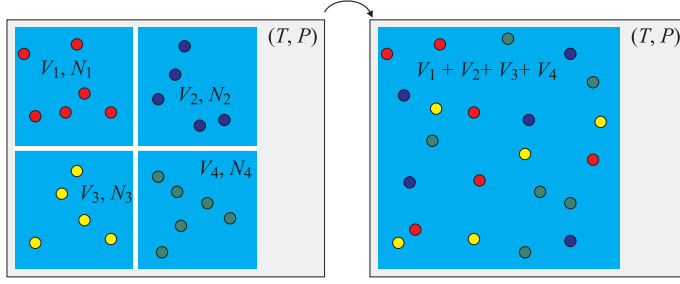 (T, P)
V₁, N₁
V₂, N₂
V₃, N₃
V₄, N₄
(T, P)
V₁ + V₂ + V₃ + V₄